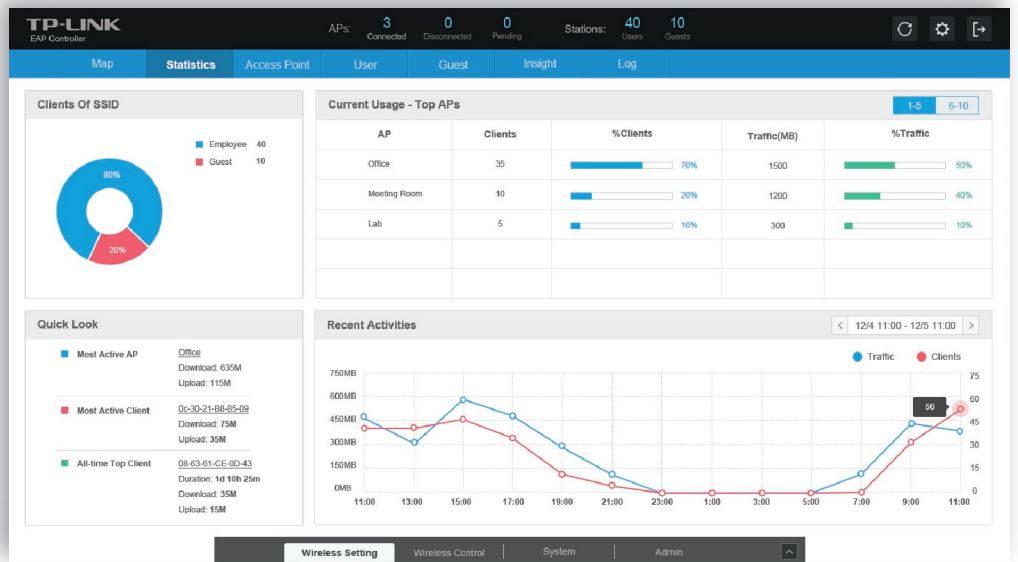 TP-LINK
EAP Controller
APs: 3 Connected 0 Disconnected 0 Pending Stations: 40 Users 10 Guests
Map Statistics Access Point User Guest Insight Log
Clients Of SSID
Employee 40
Guest 10
80%
20%
Current Usage - Top APs 1-5 6-10
AP Clients %Clients Traffic(MB) %Traffic
Office 35 70% 1500 50%
Meeting Room 10 20% 1200 40%
Lab 5 10% 300 10%
Quick Look
Most Active AP Office
Download: 635M
Upload: 115M
Most Active Client 0c-30-21-B8-85-09
Download: 75M
Upload: 35M
All-time Top Client 08-63-61-CE-0D-43
Duration: 1d 10h 25m
Download: 35M
Upload: 15M
Recent Activities < 12/4 11:00 - 12/5 11:00 >
Traffic Clients
750MB 75
600MB 60
50
450MB 45
300MB 30
150MB 15
0MB 0
11:00 13:00 15:00 17:00 19:00 21:00 23:00 1:00 3:00 5:00 7:00 9:00 11:00
Wireless Setting Wireless Control System Admin